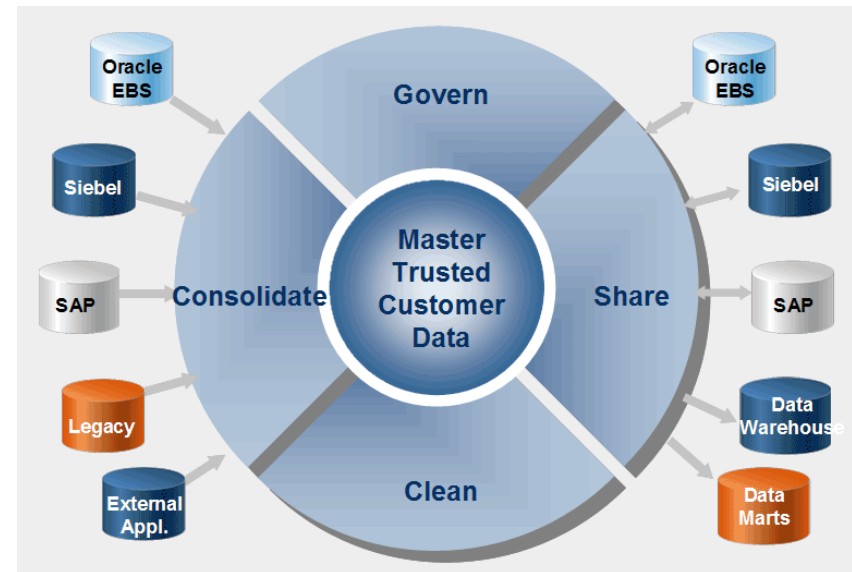 Oracle
EBS
Siebel
SAP
Legacy
External
Appl.
Govern
Consolidate
Master
Trusted
Customer
Data
Share
Clean
Oracle
EBS
Siebel
SAP
Data
Warehouse
Data
Marts